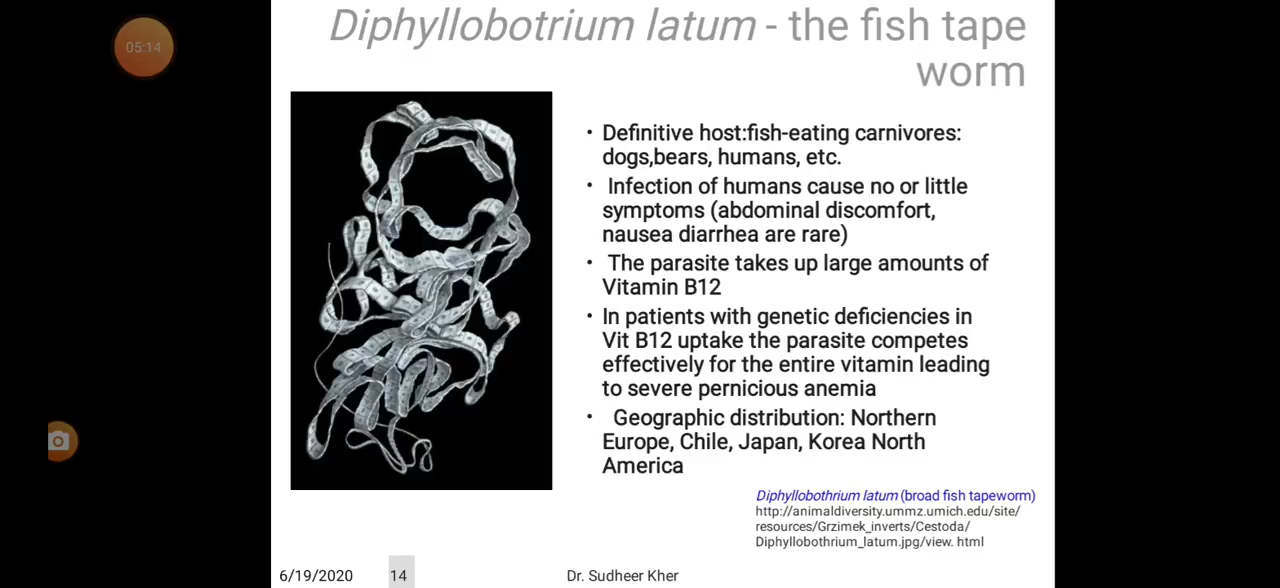 05:14
Diphyllobotrium latum - the fish tape
worm
• Definitive host:fish-eating carnivores:
dogs,bears, humans, etc.
• Infection of humans cause no or little
symptoms (abdominal discomfort,
nausea diarrhea are rare)
• The parasite takes up large amounts of
Vitamin B12
• In patients with genetic deficiencies in
Vit B12 uptake the parasite competes
effectively for the entire vitamin leading
to severe pernicious anemia
• Geographic distribution: Northern
Europe, Chile, Japan, Korea North
America
Diphyllobothrium latum (broad fish tapeworm)
http://animaldiversity.ummz.umich.edu/site/
resources/Grzimek_inverts/Cestoda/
Diphyllobothrium_latum.jpg/view. html
6/19/2020
14
Dr. Sudheer Kher